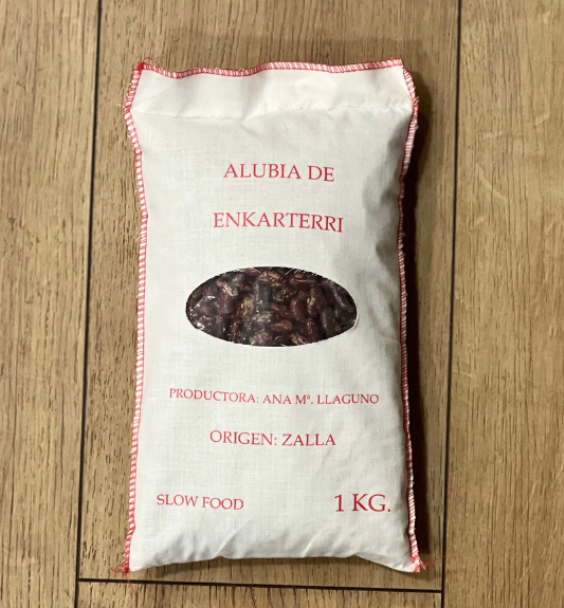 ALUBIA DE
ENKARTERRI
PRODUCTORA: ANA Mª. LLAGUNO
ORIGEN: ZALLA
SLOW FOOD 1 KG.